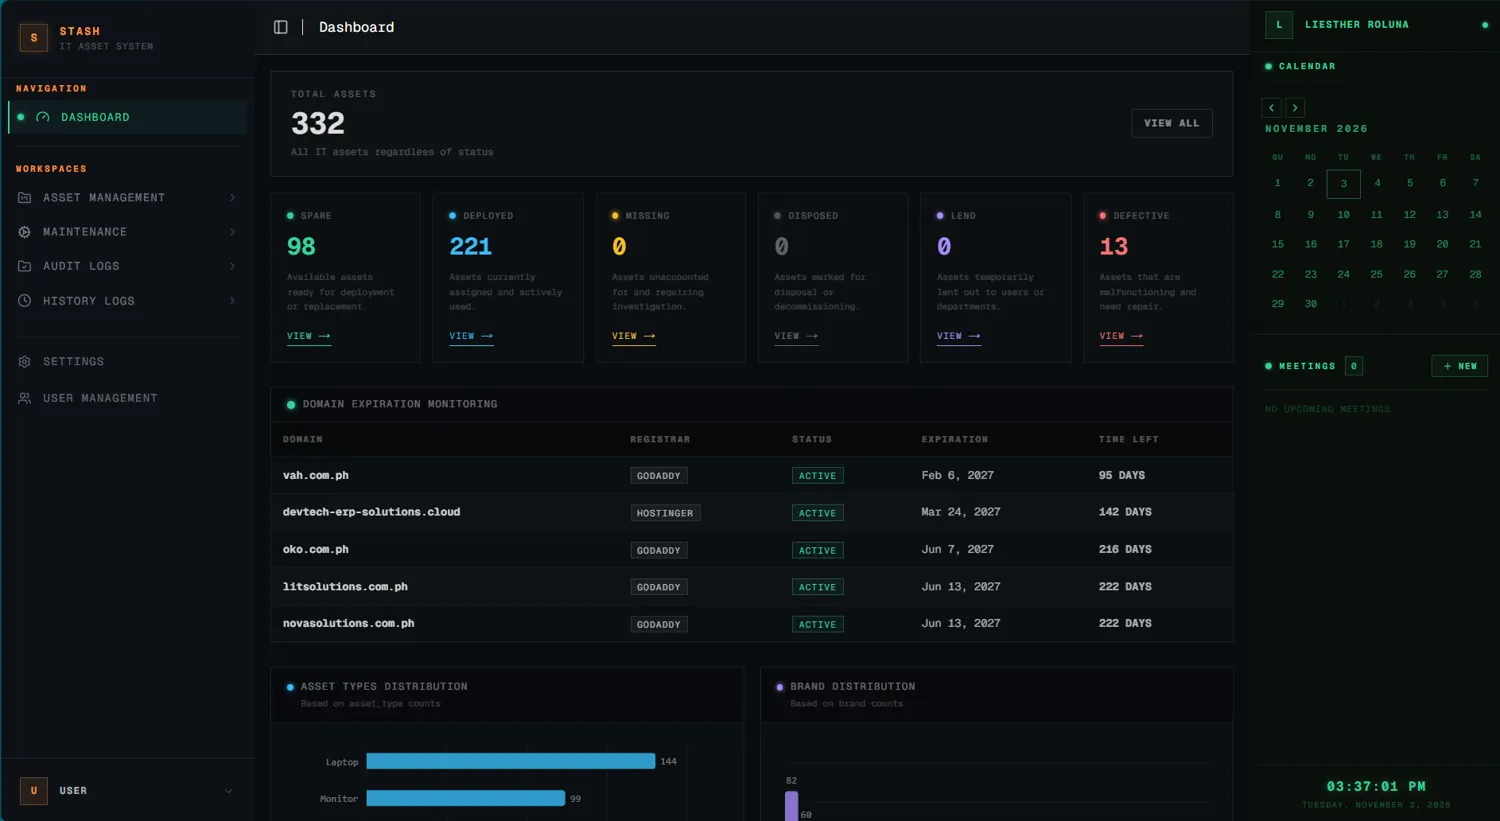 S
STASH
IT ASSET SYSTEM
NAVIGATION
DASHBOARD
WORKSPACES
ASSET MANAGEMENT
MAINTENANCE
AUDIT LOGS
HISTORY LOGS
SETTINGS
USER MANAGEMENT
U
USER
Dashboard
TOTAL ASSETS
332
All IT assets regardless of status
VIEW ALL
SPARE
98
Available assets
ready for deployment
or replacement.
VIEW →
DEPLOYED
221
Assets currently
assigned and actively
used.
VIEW →
MISSING
0
Assets unaccounted
for and requiring
investigation.
VIEW →
DISPOSED
0
Assets marked for
disposal or
decommissioning.
VIEW →
LEND
0
Assets temporarily
lent out to users or
departments.
VIEW →
DEFECTIVE
13
Assets that are
malfunctioning and
need repair.
VIEW →
DOMAIN EXPIRATION MONITORING
DOMAIN REGISTRAR STATUS EXPIRATION TIME LEFT
vah.com.ph GODADDY ACTIVE Feb 6, 2027 95 DAYS
devtech-erp-solutions.cloud HOSTINGER ACTIVE Mar 24, 2027 142 DAYS
oko.com.ph GODADDY ACTIVE Jun 7, 2027 216 DAYS
litsolutions.com.ph GODADDY ACTIVE Jun 13, 2027 222 DAYS
novasolutions.com.ph GODADDY ACTIVE Jun 13, 2027 222 DAYS
ASSET TYPES DISTRIBUTION
Based on asset_type counts
Laptop 144
Monitor 99
BRAND DISTRIBUTION
Based on brand counts
82
60
L
LIESTHER ROLUNA
CALENDAR
NOVEMBER 2026
SU MO TU WE TH FR SA
1 2 3 4 5 6 7
8 9 10 11 12 13 14
15 16 17 18 19 20 21
22 23 24 25 26 27 28
29 30 1 2 3 4 5
MEETINGS 0
+ NEW
NO UPCOMING MEETINGS
03:37:01 PM
TUESDAY, NOVEMBER 3, 2026